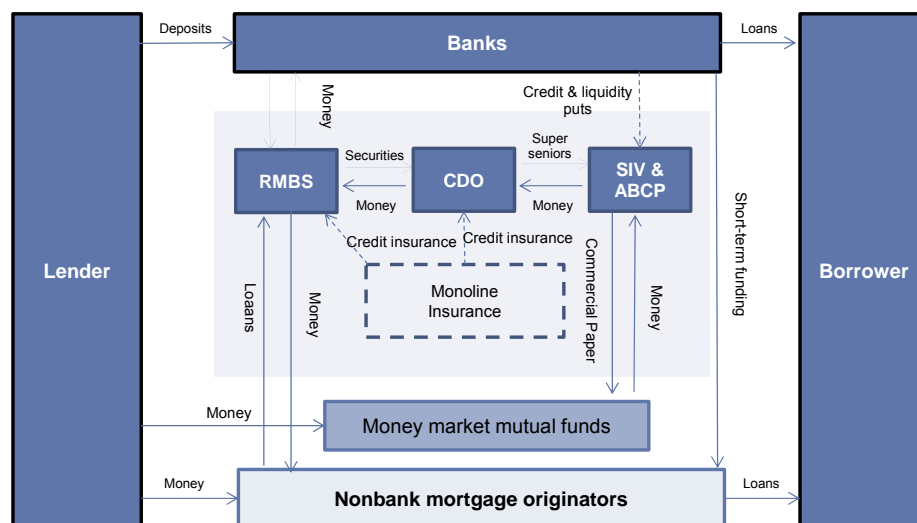 Deposits
Banks
Loans
Money
Credit & liquidity
puts
Super
seniors
Securities
RMBS
CDO
SIV &
ABCP
Money
Money
Credit insurance
Credit insurance
Lender
Borrower
Short-term funding
Monoline
Insurance
Loaans
Money
Commercial Paper
Money
Money
Money market mutual funds
Money
Nonbank mortgage originators
Loans